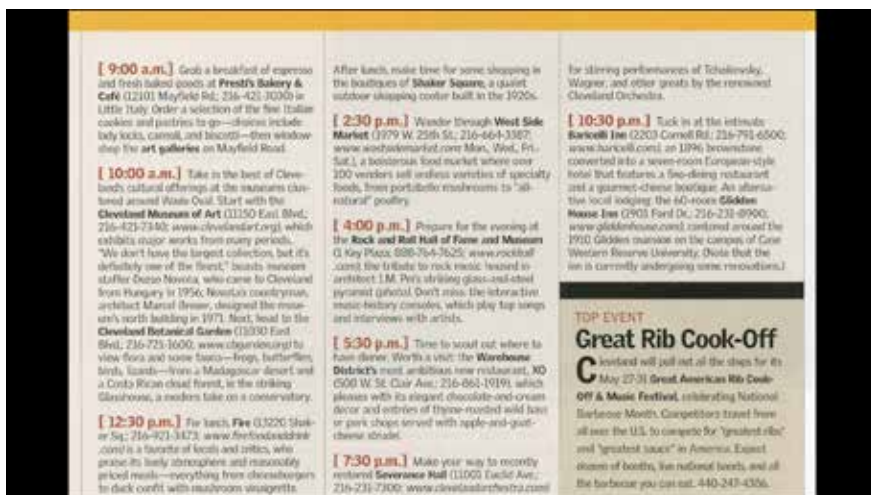 [ 9:00 a.m.] Grab a breakfast of espresso
and fresh baked goods at Presti's Bakery &
Café (12101 Mayfield Rd.; 216-421-3030) in
Little Italy. Order a selection of the fine Italian
cookies and pastries to go—choices include
lady locks, cannoli, and biscotti—then window-
shop the art galleries on Mayfield Road.
[ 10:00 a.m.] Take in the best of Cleve-
land's cultural offerings at the museums clus-
tered around Wade Oval. Start with the
Cleveland Museum of Art (11150 East Blvd.;
216-421-7340; www.clevelandart.org), which
exhibits major works from many periods.
"We don't have the largest collection, but it's
definitely one of the finest," boasts museum
staffer Dezso Novota, who came to Cleveland
from Hungary in 1956; Novota's countryman,
architect Marcel Breuer, designed the muse-
um's north building in 1971. Next, head to the
Cleveland Botanical Garden (11030 East
Blvd.; 216-721-1600; www.cbgarden.org) to
view flora and some fauna—frogs, butterflies,
birds, lizards—from a Madagascar desert and
a Costa Rican cloud forest, in the striking
Glasshouse, a modern take on a conservatory.
[ 12:30 p.m.] For lunch, Fire (13220 Shak-
er Sq.; 216-921-3473; www.firefoodanddrink
.com) is a favorite of locals and critics, who
praise its lively atmosphere and reasonably
priced meals—everything from cheeseburgers
to duck confit with mushroom vinaigrette.
After lunch, make time for some shopping in
the boutiques of Shaker Square, a quaint
outdoor shopping center built in the 1920s.
[ 2:30 p.m.] Wander through West Side
Market (1979 W. 25th St.; 216-664-3387;
www.westsidemarket.com; Mon., Wed., Fri.-
Sat.), a boisterous food market where over
100 vendors sell endless varieties of specialty
foods, from portobello mushrooms to "all-
natural" poultry.
[ 4:00 p.m.] Prepare for the evening at
the Rock and Roll Hall of Fame and Museum
(1 Key Plaza; 888-764-7625; www.rockhall
.com) the tribute to rock music housed in
architect I.M. Pei's striking glass-and-steel
pyramid (photo). Don't miss the interactive
music-history consoles, which play top songs
and interviews with artists.
[ 5:30 p.m.] Time to scout out where to
have dinner. Worth a visit: the Warehouse
District's most ambitious new restaurant, XO
(500 W. St. Clair Ave.; 216-861-1919), which
pleases with its elegant chocolate-and-cream
decor and entrées of thyme-roasted wild bass
or pork shops served with apple-and-goat-
cheese strudel.
[ 7:30 p.m.] Make your way to recently
restored Severance Hall (11001 Euclid Ave.;
216-231-7300; www.clevelandorchestra.com)
for stirring performances of Tchaikovsky,
Wagner, and other greats by the renowned
Cleveland Orchestra.
[ 10:30 p.m.] Tuck in at the intimate
Baricelli Inn (2203 Cornell Rd.; 216-791-6500;
www.baricelli.com), an 1896 brownstone
converted into a seven-room European-style
hotel that features a fine-dining restaurant
and a gourmet-cheese boutique. An alterna-
tive local lodging: the 60-room Glidden
House Inn (1901 Ford Dr.; 216-231-8900;
www.gliddenhouse.com), centered around the
1910 Glidden mansion on the campus of Case
Western Reserve University. (Note that the
inn is currently undergoing some renovations.)
TOP EVENT
Great Rib Cook-Off
Cleveland will pull out all the stops for its
May 27-31 Great American Rib Cook-
Off & Music Festival, celebrating National
Barbecue Month. Competitors travel from
all over the U.S. to compete for "greatest ribs"
and "greatest sauce" in America. Expect
dozens of booths, live national bands, and all
the barbecue you can eat. 440-247-4386.